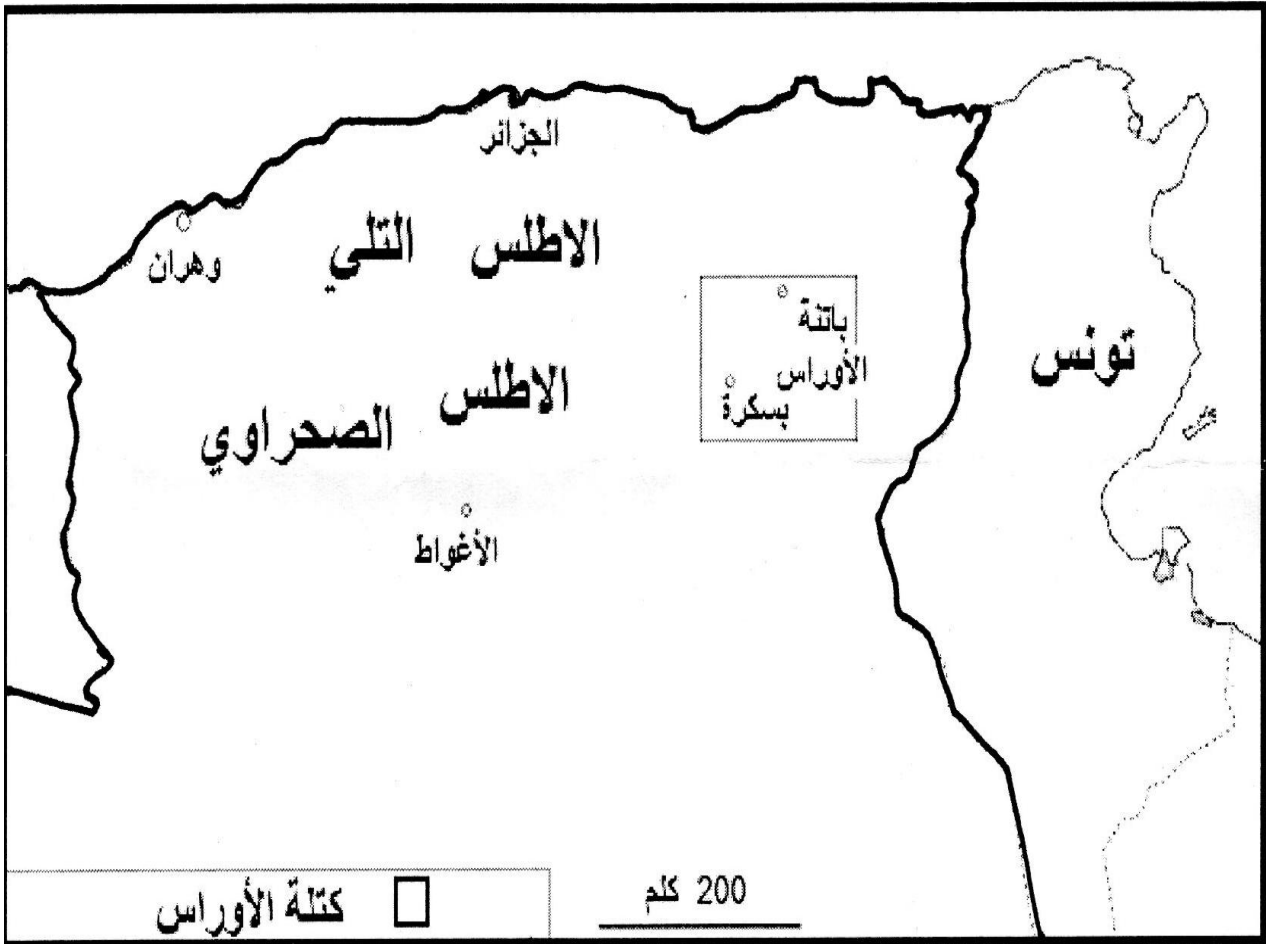 الجزائر
وهران
الاطلس التلي
باتنة
الأوراس
بسكرة
تونس
الاطلس
الصحراوي
الأغواط
كتلة الأوراس
200 كلم